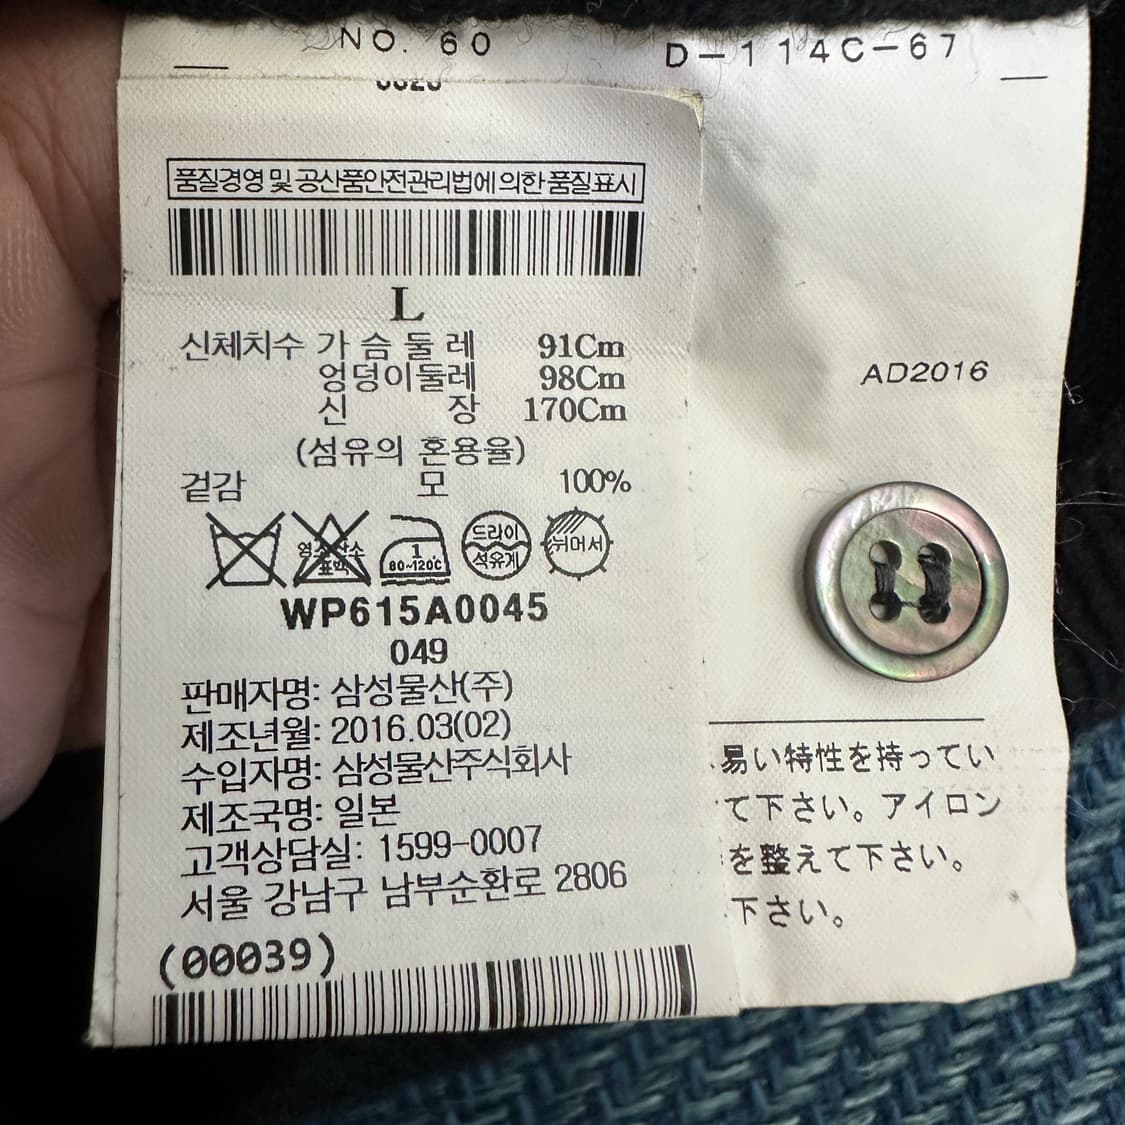 NO. 60
D-114C-67
품질경영 및 공산품안전관리법에 의한 품질표시
L
신체치수 가슴둘레 91Cm
엉덩이둘레 98Cm
신장 170Cm
(섬유의 혼용율)
겉감 모 100%
1
80~120℃
드라이
석유계
뉘어서
WP615A0045
049
판매자명: 삼성물산(주)
제조년월: 2016.03(02)
수입자명: 삼성물산주식회사
제조국명: 일본
고객상담실: 1599-0007
서울 강남구 남부순환로 2806
(00039)
AD2016
易い特性を持ってい
て下さい。アイロン
を整えて下さい。
下さい。